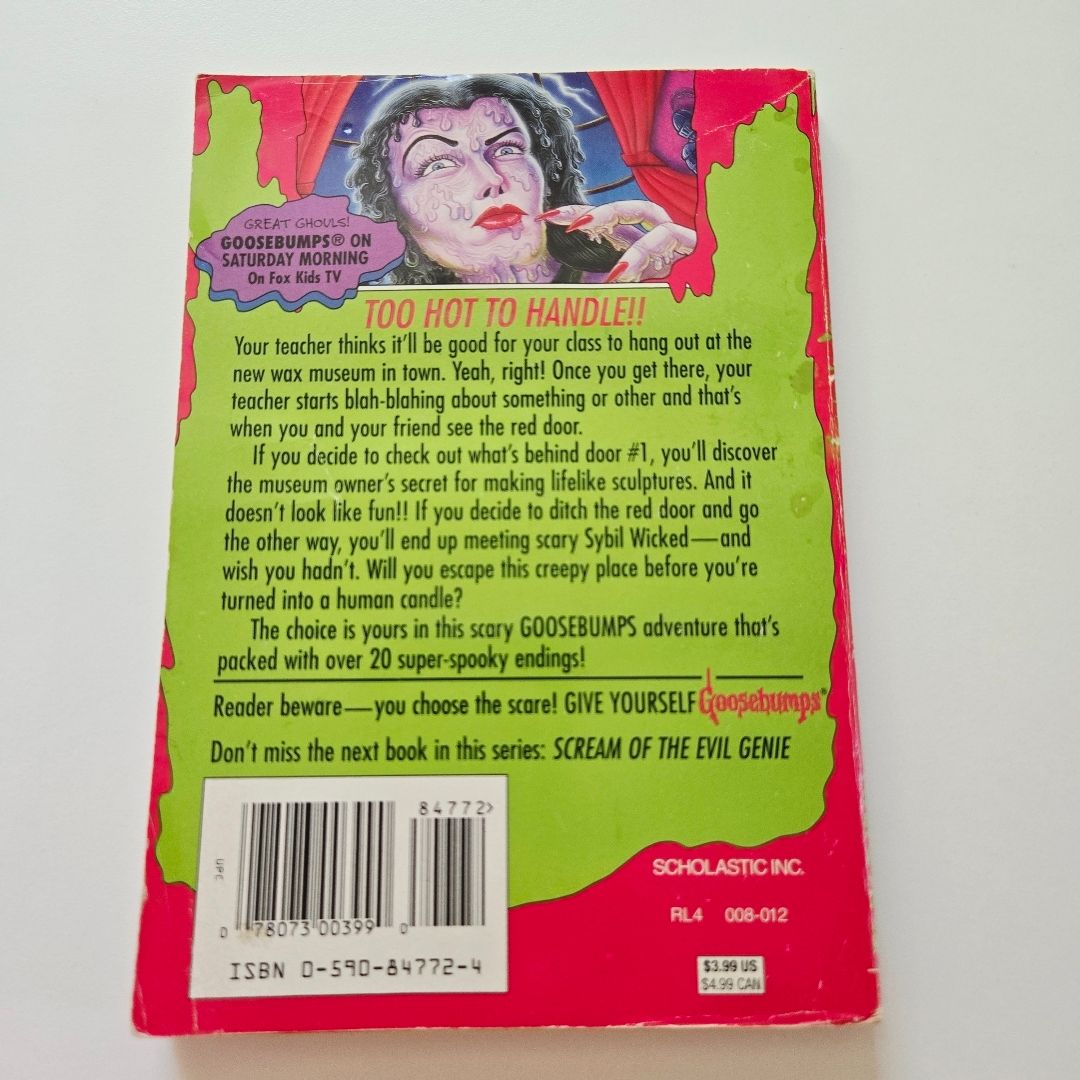 GREAT GHOULS!
GOOSEBUMPS® ON
SATURDAY MORNING
On Fox Kids TV
TOO HOT TO HANDLE!!
Your teacher thinks it'll be good for your class to hang out at the
new wax museum in town. Yeah, right! Once you get there, your
teacher starts blah-blahing about something or other and that's
when you and your friend see the red door.
If you decide to check out what's behind door #1, you'll discover
the museum owner's secret for making lifelike sculptures. And it
doesn't look like fun!! If you decide to ditch the red door and go
the other way, you'll end up meeting scary Sybil Wicked—and
wish you hadn't. Will you escape this creepy place before you're
turned into a human candle?
The choice is yours in this scary GOOSEBUMPS adventure that's
packed with over 20 super-spooky endings!
Reader beware—you choose the scare! GIVE YOURSELF Goosebumps®
Don't miss the next book in this series: SCREAM OF THE EVIL GENIE
84772>
UPC
0 78073 00399 0
ISBN 0-590-84772-4
SCHOLASTIC INC.
RL4 008-012
$3.99 US
$4.99 CAN